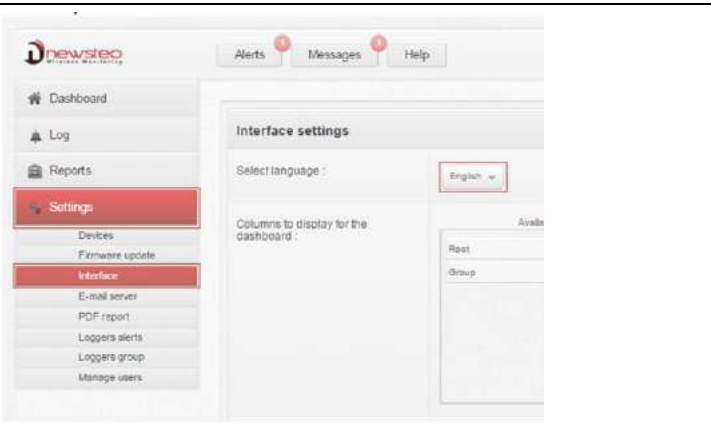 newsteo
Wireless Monitoring
Alerts
1
Messages
Help
Dashboard
Log
Reports
Settings
Devices
Firmware update
Interface
E-mail server
PDF report
Loggers alerts
Loggers group
Manage users
Interface settings
Select language :
English
Columns to display for the
dashboard :
Root
Group